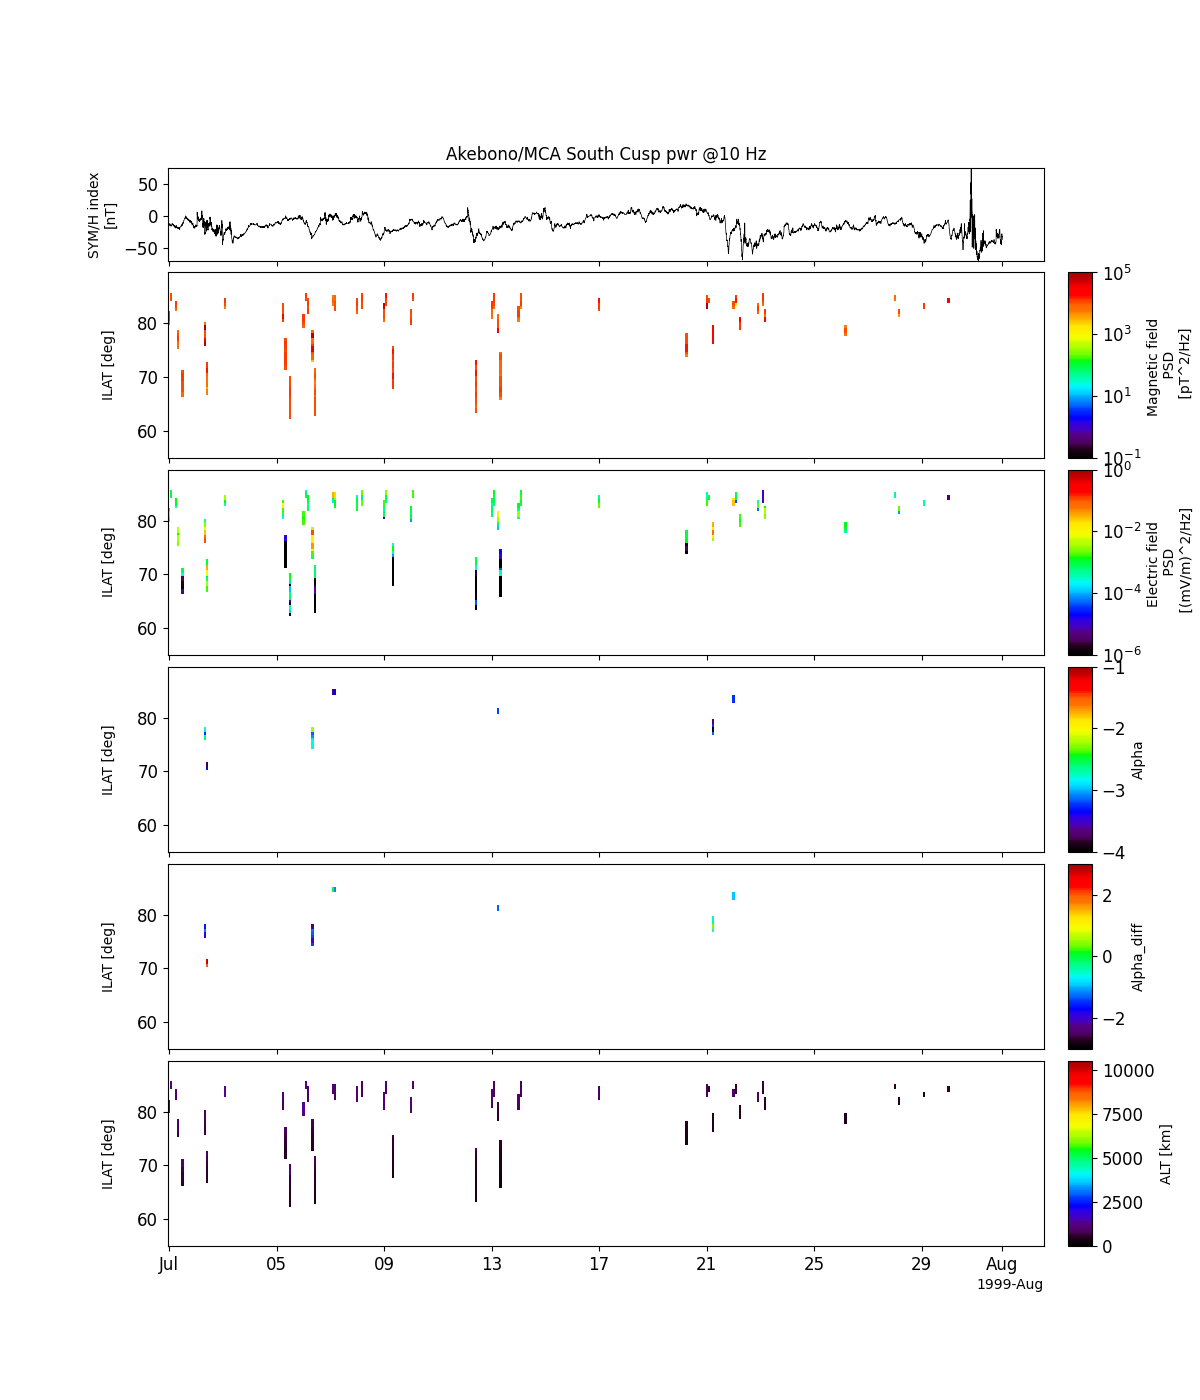 Akebono/MCA South Cusp pwr @10 Hz
SYM/H index
[nT]
50
0
−50
ILAT [deg]
80
70
60
10^5
10^3
10^1
10^−1
Magnetic field
PSD
[pT^2/Hz]
ILAT [deg]
80
70
60
10^0
10^−2
10^−4
10^−6
Electric field
PSD
[(mV/m)^2/Hz]
ILAT [deg]
80
70
60
−1
−2
−3
−4
Alpha
ILAT [deg]
80
70
60
2
0
−2
Alpha_diff
ILAT [deg]
80
70
60
10000
7500
5000
2500
0
ALT [km]
Jul 05 09 13 17 21 25 29 Aug
1999-Aug